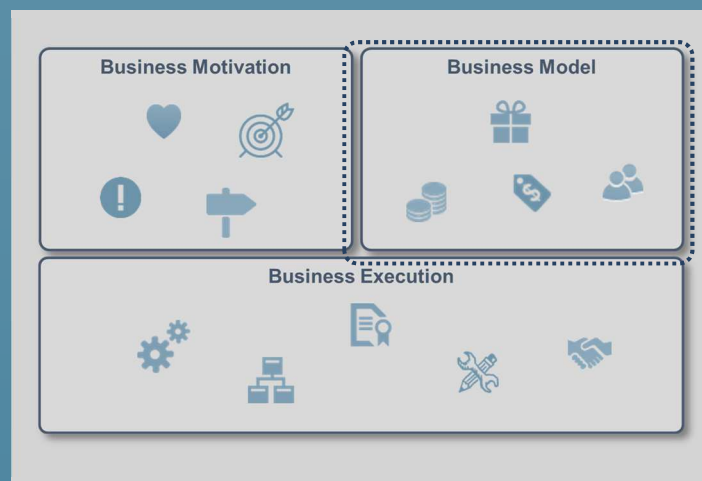 Business Motivation
Business Model
$
Business Execution